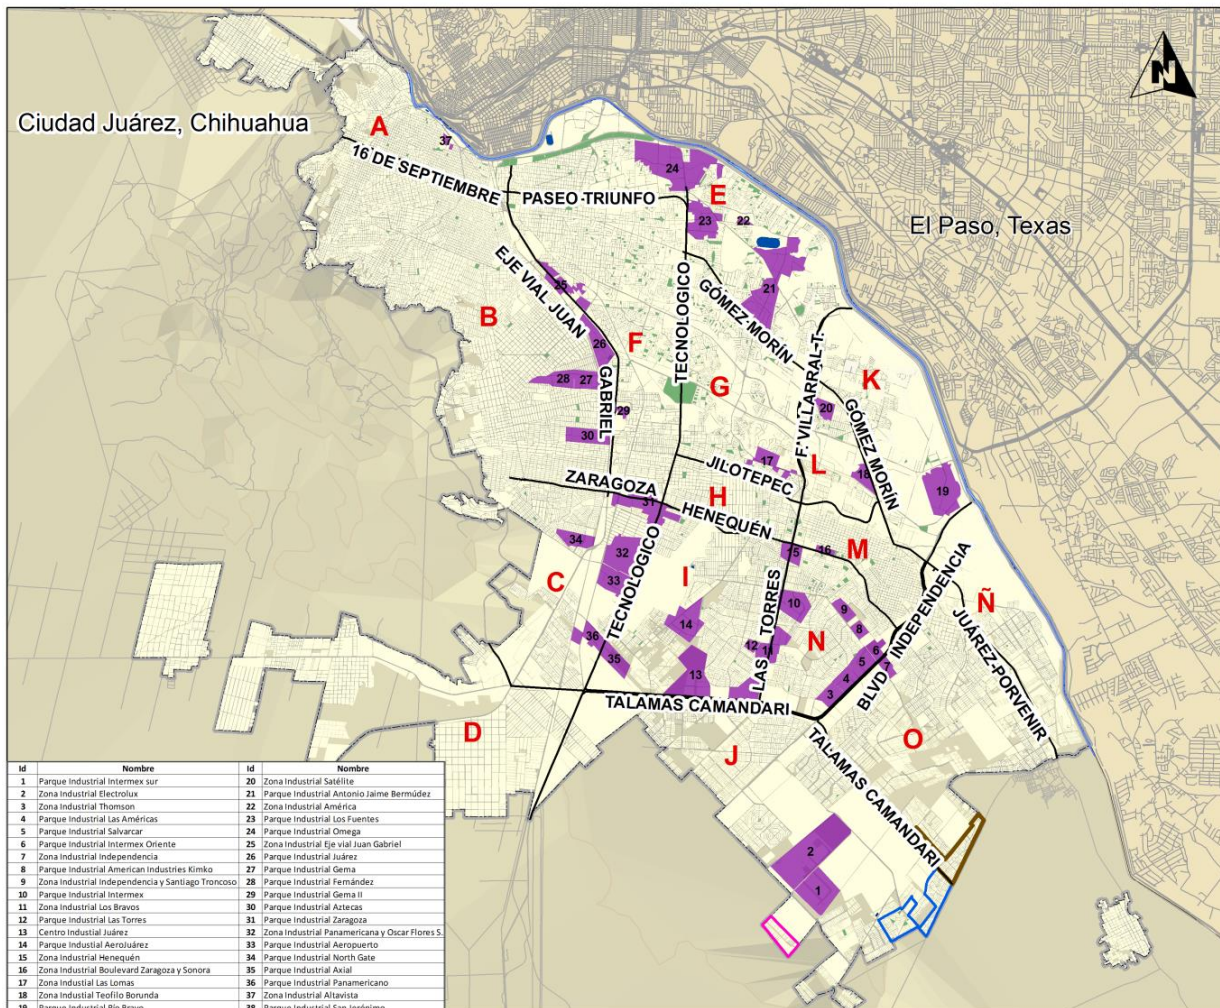 Ciudad Juárez, Chihuahua
N
A
37
16 DE SEPTIEMBRE
PASEO TRIUNFO
24
E
23
22
El Paso, Texas
EJE VIAL JUAN
25
TECNOLOGICO
GÓMEZ MORÍN
21
B
F
26
G
F. VILLARRAL T.
K
28
27
GABRIEL
29
20
GÓMEZ MORÍN
30
17
JILOTEPEC
L
18
19
ZARAGOZA
31
H
HENEQUÉN
34
32
33
C
TECNOLOGICO
I
15
16
M
BLVD. INDEPENDENCIA
Ñ
JUÁREZ-PORVENIR
LAS TORRES
10
9
8
14
12
11
N
6
5
7
4
3
36
35
13
TALAMAS CAMANDARI
D
J
O
TALAMAS CAMANDARI
2
1
Id Nombre Id Nombre
1 Parque Industrial Intermex sur 20 Zona Industrial Satélite
2 Zona Industrial Electrolux 21 Parque Industrial Antonio Jaime Bermúdez
3 Zona Industrial Thomson 22 Zona Industrial América
4 Parque Industrial Las Américas 23 Parque Industrial Los Fuentes
5 Parque Industrial Salvarcar 24 Parque Industrial Omega
6 Parque Industrial Intermex Oriente 25 Zona Industrial Eje vial Juan Gabriel
7 Zona Industrial Independencia 26 Parque Industrial Juárez
8 Parque Industrial American Industries Kimko 27 Parque Industrial Gema
9 Zona Industrial Independencia y Santiago Troncoso 28 Parque Industrial Fernández
10 Parque Industrial Intermex 29 Parque Industrial Gema II
11 Zona Industrial Los Bravos 30 Parque Industrial Aztecas
12 Parque Industrial Las Torres 31 Parque Industrial Zaragoza
13 Centro Industial Juárez 32 Zona Industrial Panamericana y Oscar Flores S.
14 Parque Industial AeroJuárez 33 Parque Industrial Aeropuerto
15 Zona Industrial Henequén 34 Parque Industrial North Gate
16 Zona Industrial Boulevard Zaragoza y Sonora 35 Parque Industrial Axial
17 Zona Industial Las Lomas 36 Parque Industrial Panamericano
18 Zona Industial Teofilo Borunda 37 Zona Industrial Altavista
19 Parque Industrial Río Bravo 38 Parque Industrial San Jerónimo